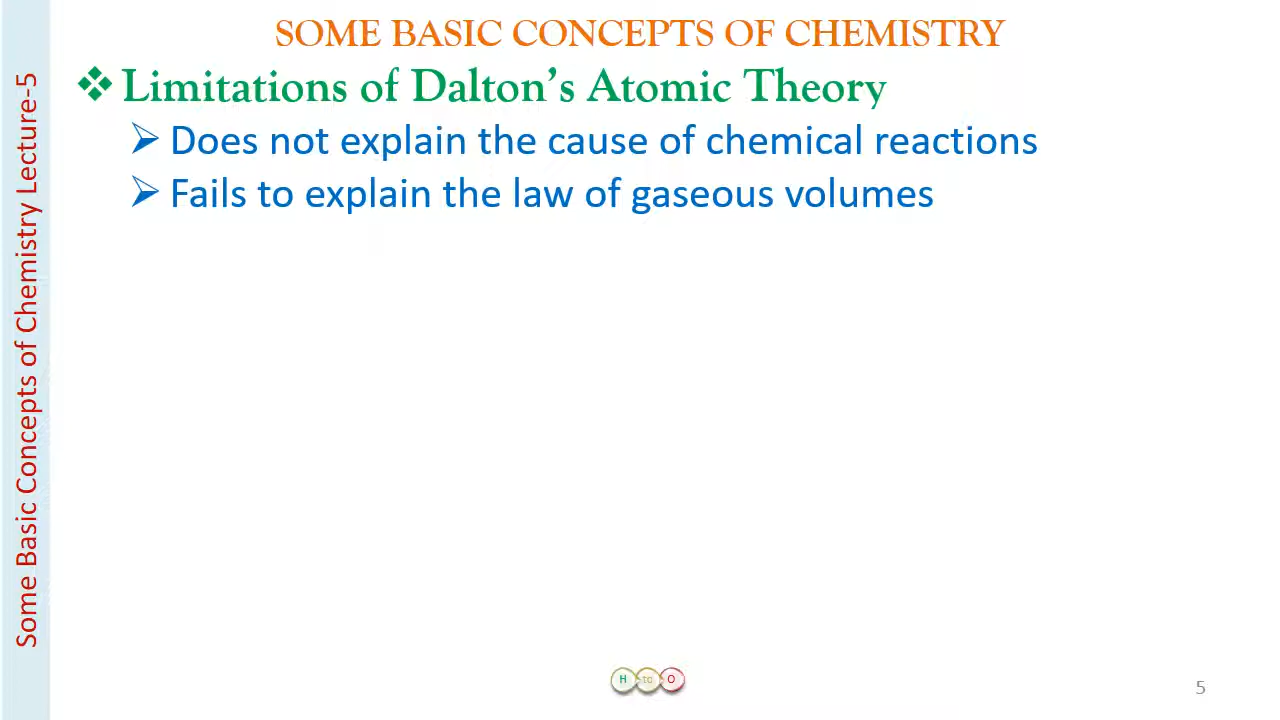 SOME BASIC CONCEPTS OF CHEMISTRY
Limitations of Dalton’s Atomic Theory
Does not explain the cause of chemical reactions
Fails to explain the law of gaseous volumes
Some Basic Concepts of Chemistry Lecture-5
H to O
5